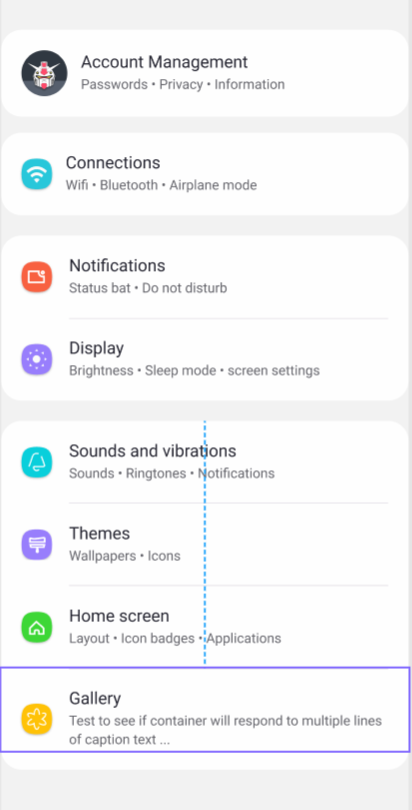 Account Management
Passwords • Privacy • Information
Connections
Wifi • Bluetooth • Airplane mode
Notifications
Status bat • Do not disturb
Display
Brightness • Sleep mode • screen settings
Sounds and vibrations
Sounds • Ringtones • Notifications
Themes
Wallpapers • Icons
Home screen
Layout • Icon badges • Applications
Gallery
Test to see if container will respond to multiple lines
of caption text ...